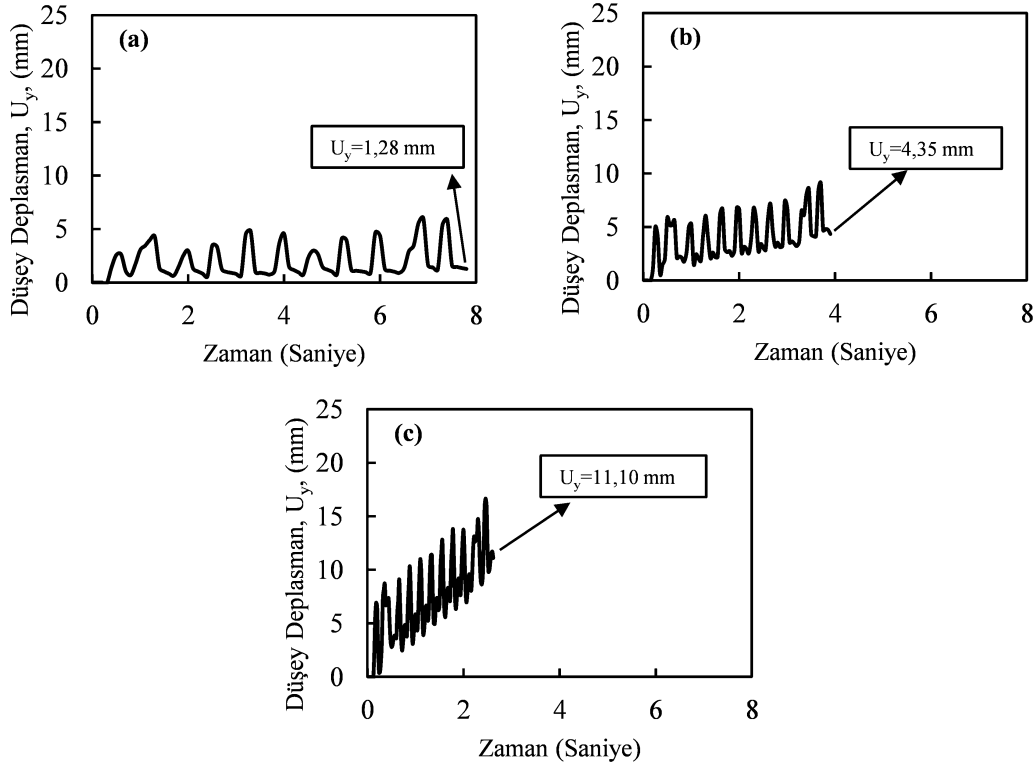 (a)
Düşey Deplasman, Uy, (mm)
25
20
15
10
5
0
Uy=1,28 mm
0 2 4 6 8
Zaman (Saniye)
(b)
Düşey Deplasman, Uy, (mm)
25
20
15
10
5
0
Uy=4,35 mm
0 2 4 6 8
Zaman (Saniye)
(c)
Düşey Deplasman, Uy, (mm)
25
20
15
10
5
0
Uy=11,10 mm
0 2 4 6 8
Zaman (Saniye)